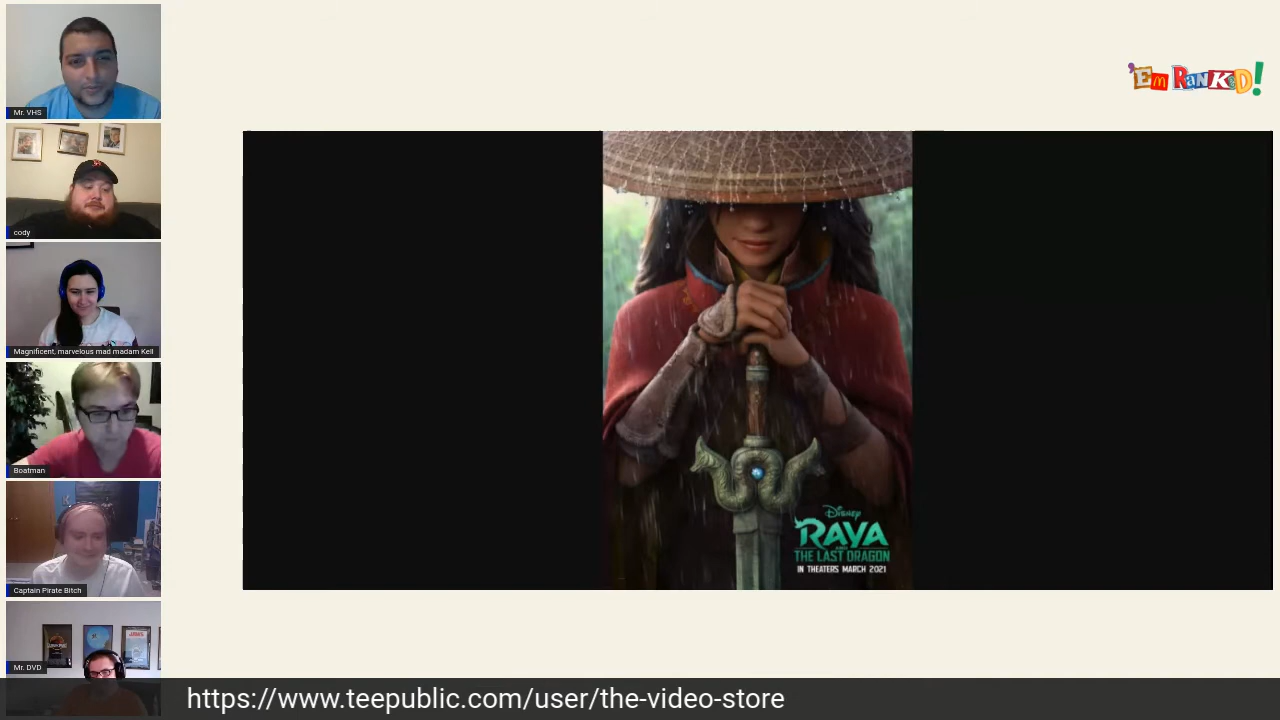 Mr. VHS
cody
Magnificent, marvelous mad madam Kell
Boatman
Captain Pirate Bitch
Mr. DVD
'Em RanKeD!
Disney
RAYA
AND
THE LAST DRAGON
IN THEATERS MARCH 2021
https://www.teepublic.com/user/the-video-store